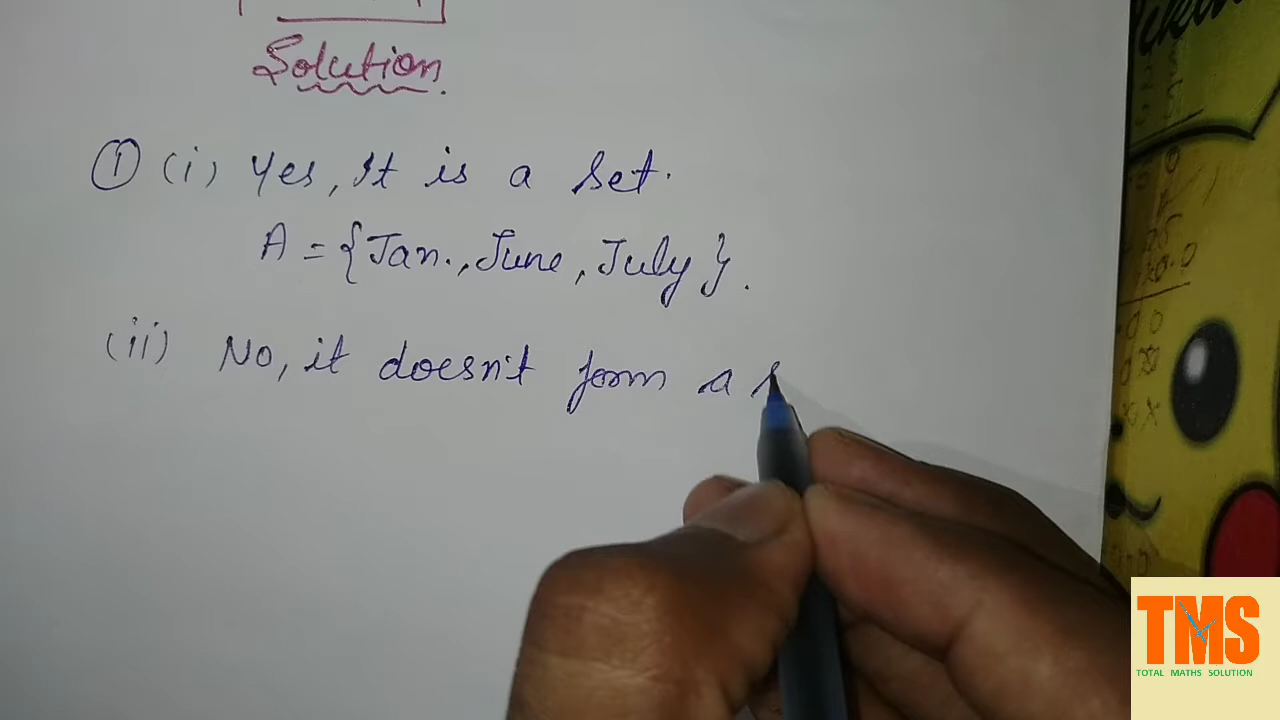 Solution.
① (i) Yes, It is a Set.
A = {Jan., June, July}.
(ii) No, it doesn't form a s
TMS
TOTAL MATHS SOLUTION